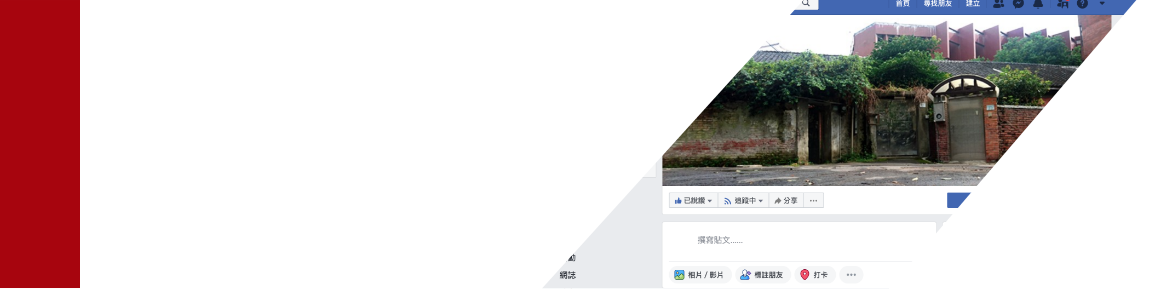 首頁 尋找朋友 建立
已說讚 追蹤中 分享
撰寫貼文......
動
網誌
相片 / 影片 標註朋友 打卡